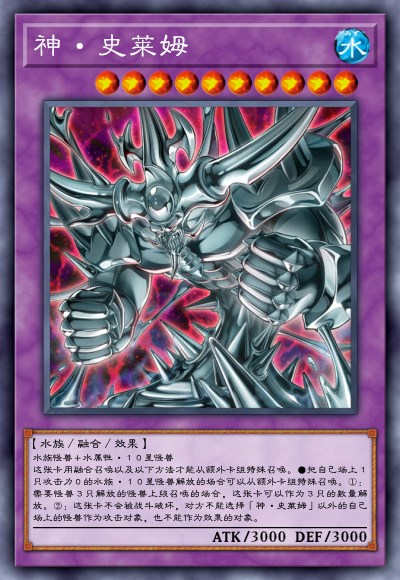 神・史莱姆
水
【水族／融合／效果】
水族怪兽＋水属性・１０星怪兽
这张卡用融合召唤以及以下方法才能从额外卡组特殊召唤。●把自己场上１
只攻击力０的水族・１０星怪兽解放的场合可以从额外卡组特殊召唤。①：
需要怪兽３只解放的怪兽上级召唤的场合，这张卡可以作为３只的数量解
放。②：这张卡不会被战斗破坏，对方不能选择「神・史莱姆」以外的自己
场上的怪兽作为攻击对象，也不能作为效果的对象。
ATK/3000 DEF/3000